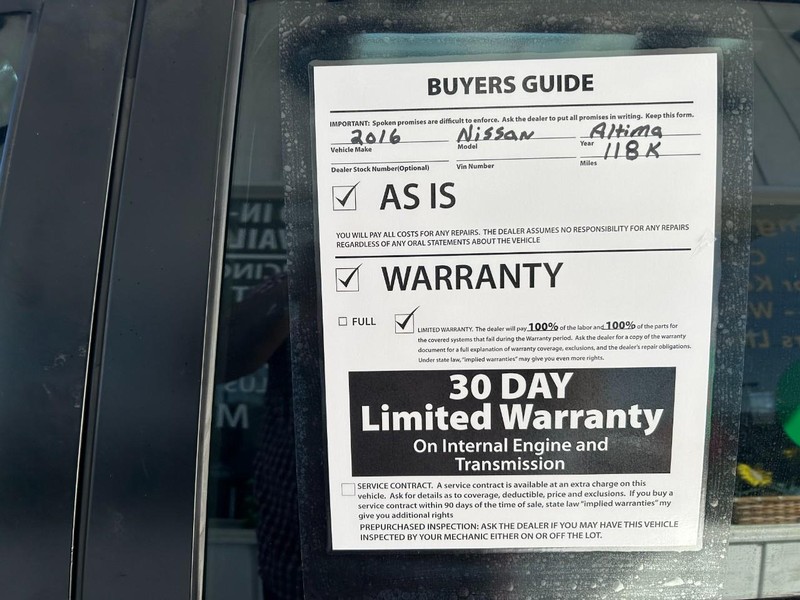 BUYERS GUIDE
IMPORTANT: Spoken promises are difficult to enforce. Ask the dealer to put all promises in writing. Keep this form.
2016 Nissan Altima
Vehicle Make Model Year
118K
Dealer Stock Number(Optional) Vin Number Miles
AS IS
YOU WILL PAY ALL COSTS FOR ANY REPAIRS. THE DEALER ASSUMES NO RESPONSIBILITY FOR ANY REPAIRS
REGARDLESS OF ANY ORAL STATEMENTS ABOUT THE VEHICLE
WARRANTY
FULL
LIMITED WARRANTY. The dealer will pay 100% of the labor and 100% of the parts for
the covered systems that fail during the Warranty period. Ask the dealer for a copy of the warranty
document for a full explanation of warranty coverage, exclusions, and the dealer's repair obligations.
Under state law, "implied warranties" may give you even more rights.
30 DAY
Limited Warranty
On Internal Engine and
Transmission
SERVICE CONTRACT. A service contract is available at an extra charge on this
vehicle. Ask for details as to coverage, deductible, price and exclusions. If you buy a
service contract within 90 days of the time of sale, state law "implied warranties" my
give you additional rights
PREPURCHASED INSPECTION: ASK THE DEALER IF YOU MAY HAVE THIS VEHICLE
INSPECTED BY YOUR MECHANIC EITHER ON OR OFF THE LOT.